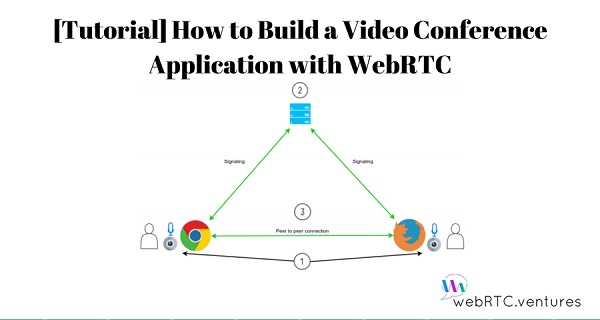 [Tutorial] How to Build a Video Conference
Application with WebRTC
2
Signaling
Signaling
3
Peer to peer connection
1
webRTC.ventures